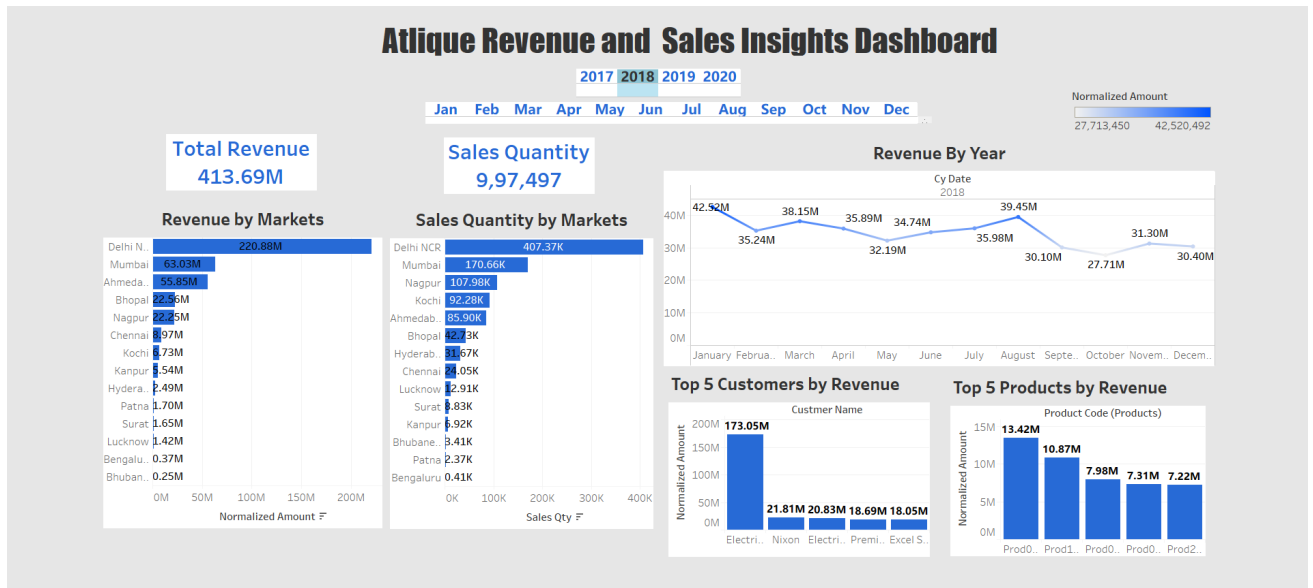 Atlique Revenue and  Sales Insights Dashboard
2017 2018 2019 2020
Jan Feb Mar Apr May Jun Jul Aug Sep Oct Nov Dec
Normalized Amount
27,713,450 42,520,492
Total Revenue
413.69M
Sales Quantity
9,97,497
Revenue by Markets
Delhi N.. 220.88M
Mumbai 63.03M
Ahmeda.. 55.85M
Bhopal 22.56M
Nagpur 22.25M
Chennai 8.97M
Kochi 6.73M
Kanpur 5.54M
Hydera.. 2.49M
Patna 1.70M
Surat 1.65M
Lucknow 1.42M
Bengalu.. 0.37M
Bhuban.. 0.25M
0M 50M 100M 150M 200M
Normalized Amount
Sales Quantity by Markets
Delhi NCR 407.37K
Mumbai 170.66K
Nagpur 107.98K
Kochi 92.28K
Ahmedab.. 85.90K
Bhopal 42.73K
Hyderab.. 31.67K
Chennai 24.05K
Lucknow 12.91K
Surat 8.83K
Kanpur 6.92K
Bhubane.. 3.41K
Patna 2.37K
Bengaluru 0.41K
0K 100K 200K 300K 400K
Sales Qty
Revenue By Year
Cy Date
2018
40M
30M
20M
10M
0M
42.52M 35.24M 38.15M 35.89M 32.19M 34.74M 35.98M 39.45M 30.10M 27.71M 31.30M 30.40M
January Februa.. March April May June July August Septe.. October Novem.. Decem..
Top 5 Customers by Revenue
Custmer Name
Normalized Amount
200M
150M
100M
50M
0M
173.05M 21.81M 20.83M 18.69M 18.05M
Electri.. Nixon Electri.. Premi.. Excel S..
Top 5 Products by Revenue
Product Code (Products)
Normalized Amount
15M
10M
5M
0M
13.42M 10.87M 7.98M 7.31M 7.22M
Prod0.. Prod1.. Prod0.. Prod0.. Prod2..